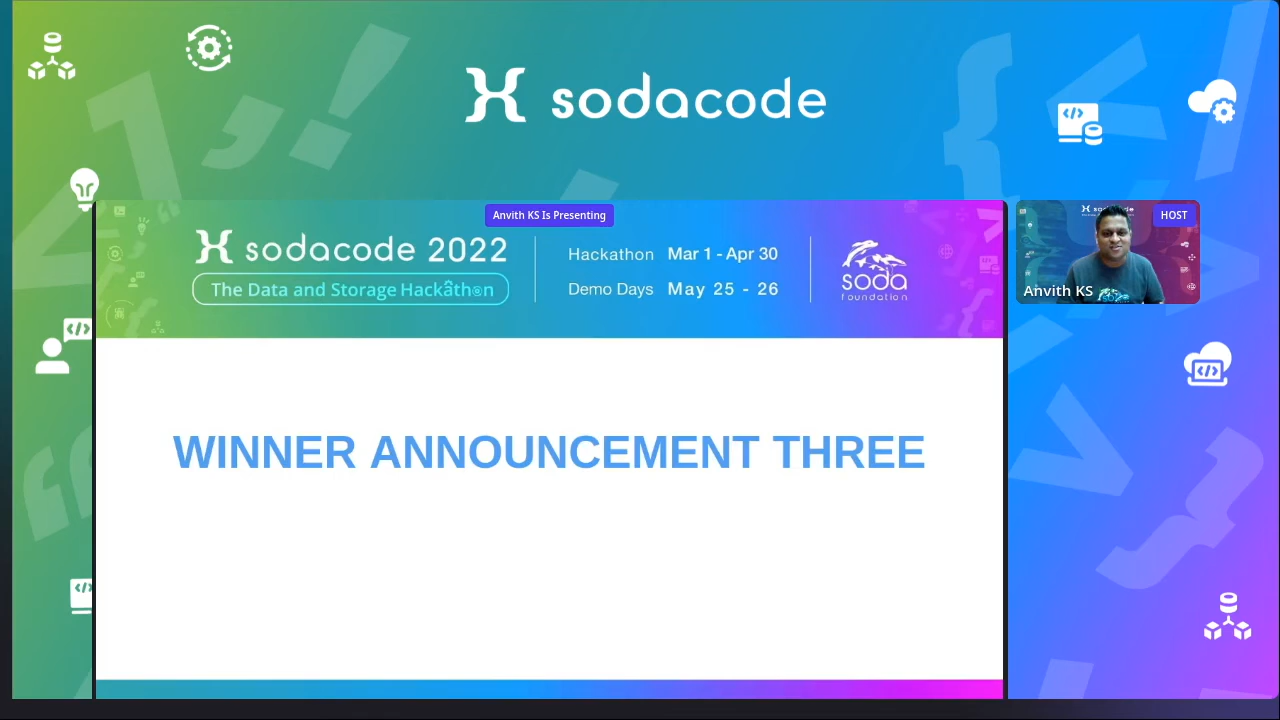 sodacode
Anvith KS Is Presenting
HOST
sodacode 2022
The Data and Storage Hackathon
Hackathon Mar 1 - Apr 30
Demo Days May 25 - 26
soda
foundation
Anvith KS
WINNER ANNOUNCEMENT THREE